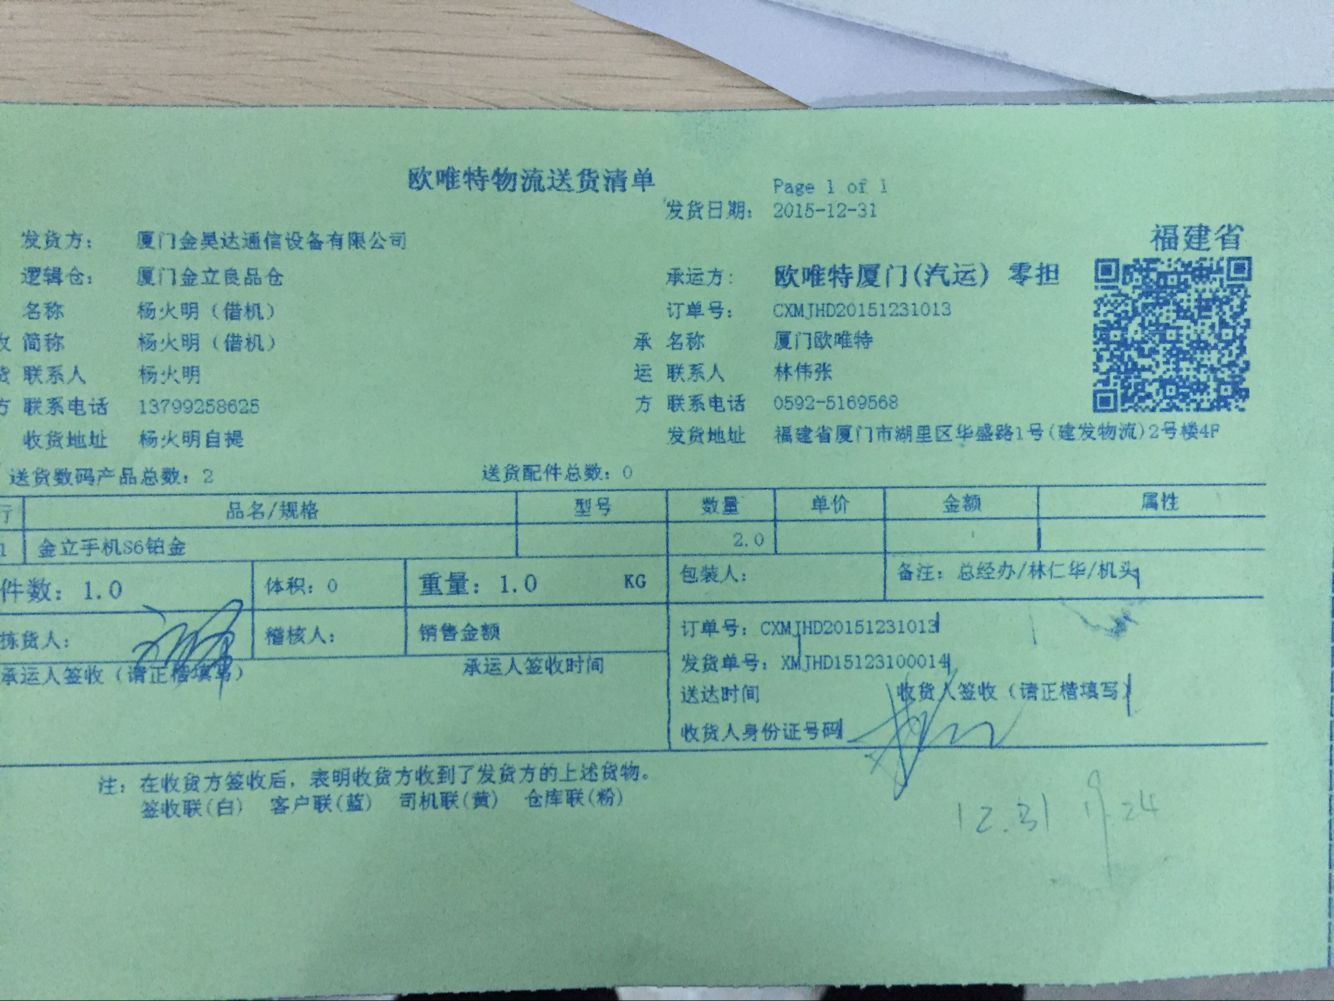 欧唯特物流送货清单
Page 1 of 1
发货日期： 2015-12-31
福建省
发货方： 厦门金昊达通信设备有限公司
逻辑仓： 厦门金立良品仓
承运方： 欧唯特厦门(汽运) 零担
名称 杨火明（借机）
订单号： CXMJHD20151231013
收 简称 杨火明（借机）
承 名称 厦门欧唯特
货 联系人 杨火明
运 联系人 林伟张
方 联系电话 13799258625
方 联系电话 0592-5169568
收货地址 杨火明自提
发货地址 福建省厦门市湖里区华盛路1号(建发物流)2号楼4F
送货数码产品总数：2 送货配件总数：0
行 品名/规格 型号 数量 单价 金额 属性
1 金立手机S6铂金 2.0
件数：1.0 体积：0 重量：1.0 KG 包装人： 备注：总经办/林仁华/机头
拣货人： 稽核人： 销售金额
订单号：CXMJHD20151231013
承运人签收（请正楷填写） 承运人签收时间
发货单号：XMJHD15123100014
送达时间 收货人签收（请正楷填写）
收货人身份证号码
注：在收货方签收后，表明收货方收到了发货方的上述货物。
签收联(白) 客户联(蓝) 司机联(黄) 仓库联(粉)
12.31